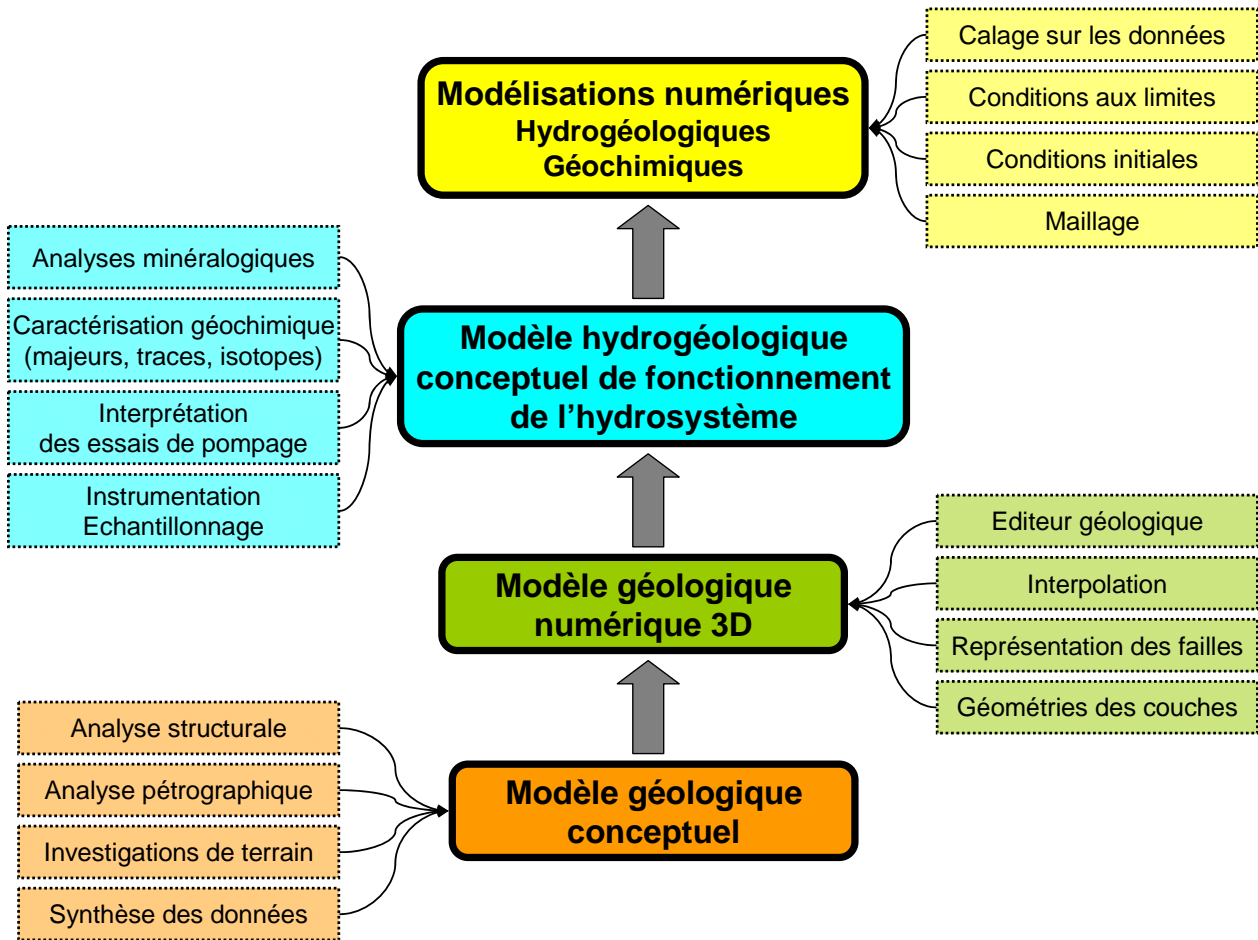 Calage sur les données
Conditions aux limites
Conditions initiales
Maillage
Modélisations numériques
Hydrogéologiques
Géochimiques
Analyses minéralogiques
Caractérisation géochimique
(majeurs, traces, isotopes)
Interprétation
des essais de pompage
Instrumentation
Echantillonnage
Modèle hydrogéologique
conceptuel de fonctionnement
de l’hydrosystème
Editeur géologique
Interpolation
Représentation des failles
Géométries des couches
Modèle géologique
numérique 3D
Analyse structurale
Analyse pétrographique
Investigations de terrain
Synthèse des données
Modèle géologique
conceptuel